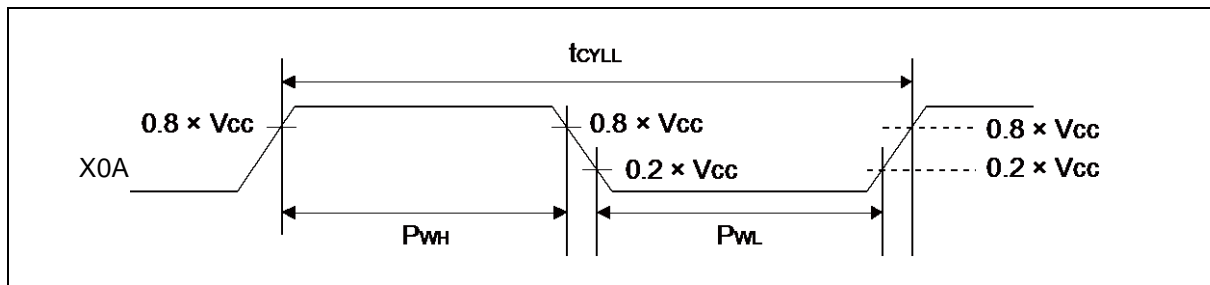 tCYLL
0.8 × VCC
0.8 × VCC
0.8 × VCC
X0A
0.2 × VCC
0.2 × VCC
PWH
PWL